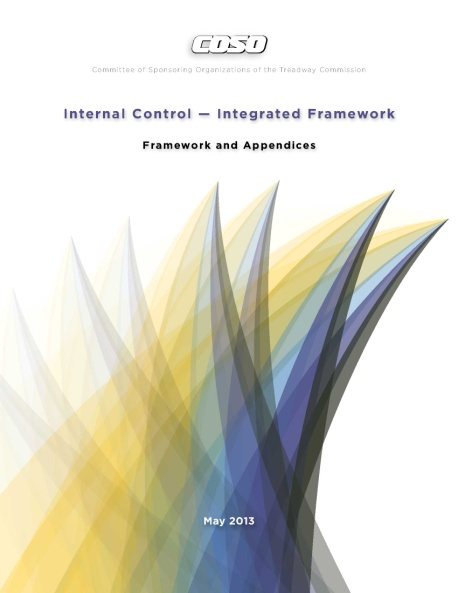 COSO
Committee of Sponsoring Organizations of the Treadway Commission
Internal Control — Integrated Framework
Framework and Appendices
May 2013